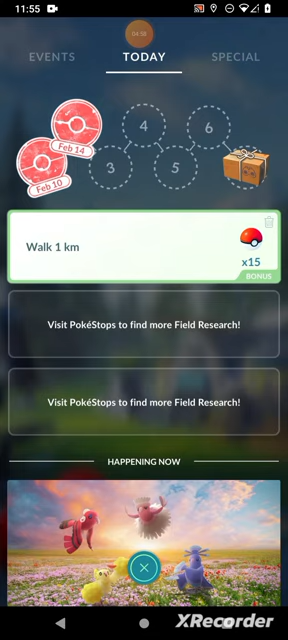 11:55
04:58
EVENTS
TODAY
SPECIAL
Feb 14
4
6
Feb 10
3
5
Walk 1 km
x15
BONUS
Visit PokéStops to find more Field Research!
Visit PokéStops to find more Field Research!
HAPPENING NOW
XRecorder